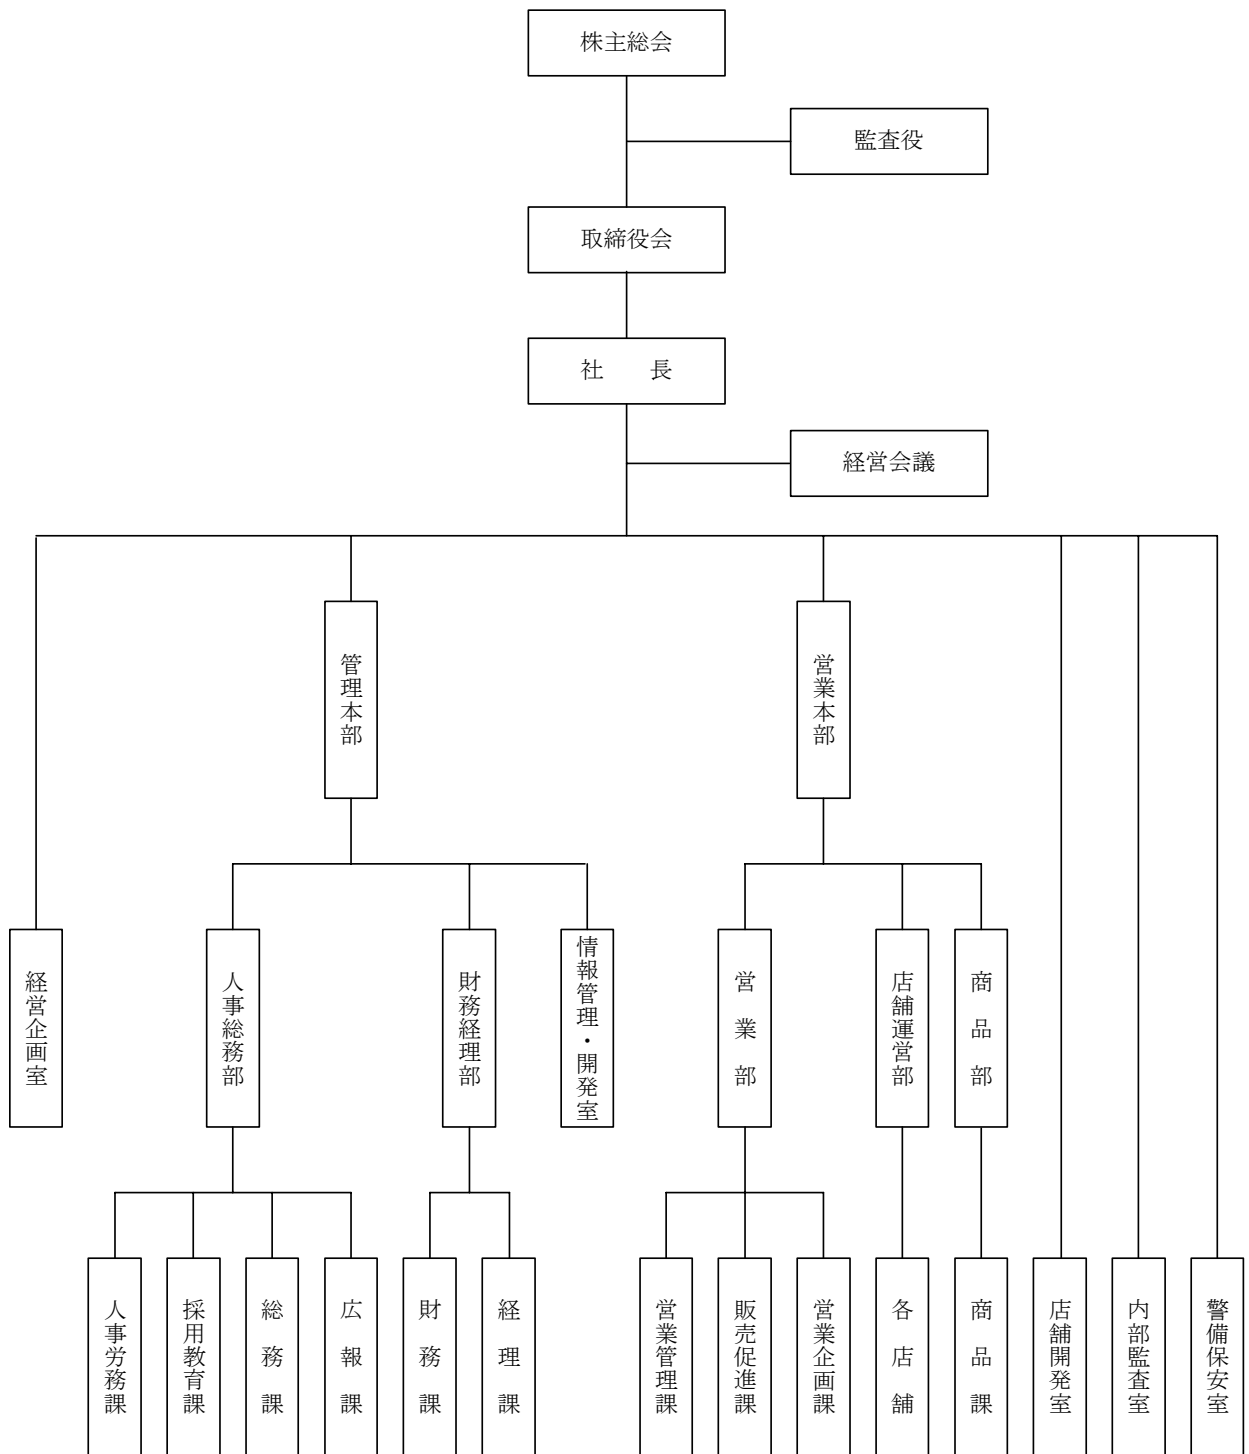 株主総会
監査役
取締役会
社　　長
経営会議
管理本部
営業本部
経営企画室
人事総務部
財務経理部
情報管理・開発室
営業部
店舗運営部
商品部
人事労務課
採用教育課
総務課
広報課
財務課
経理課
営業管理課
販売促進課
営業企画課
各店舗
商品課
店舗開発室
内部監査室
警備保安室